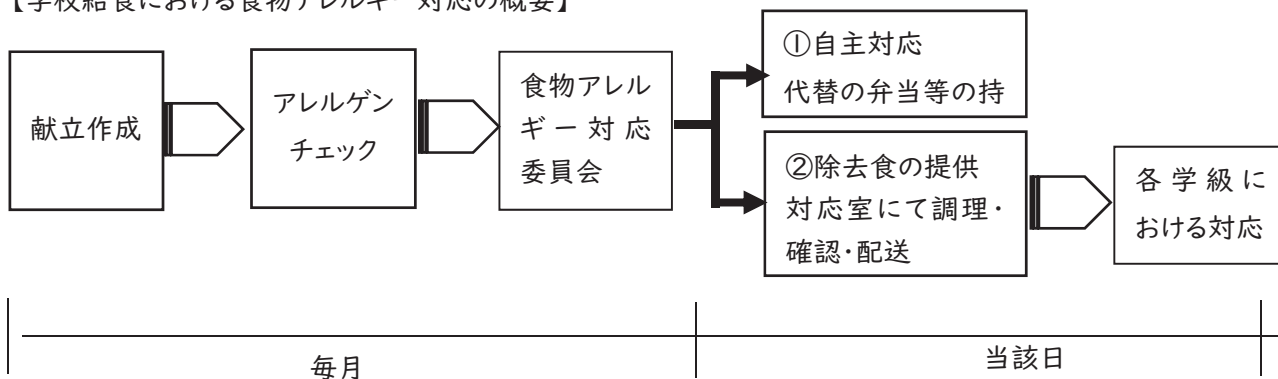 【学校給食における食物アレルギー対応の概要】
献立作成
アレルゲン
チェック
食物アレル
ギー対応
委員会
①自主対応
代替の弁当等の持
②除去食の提供
対応室にて調理・
確認・配送
各学級に
おける対応
毎月
当該日